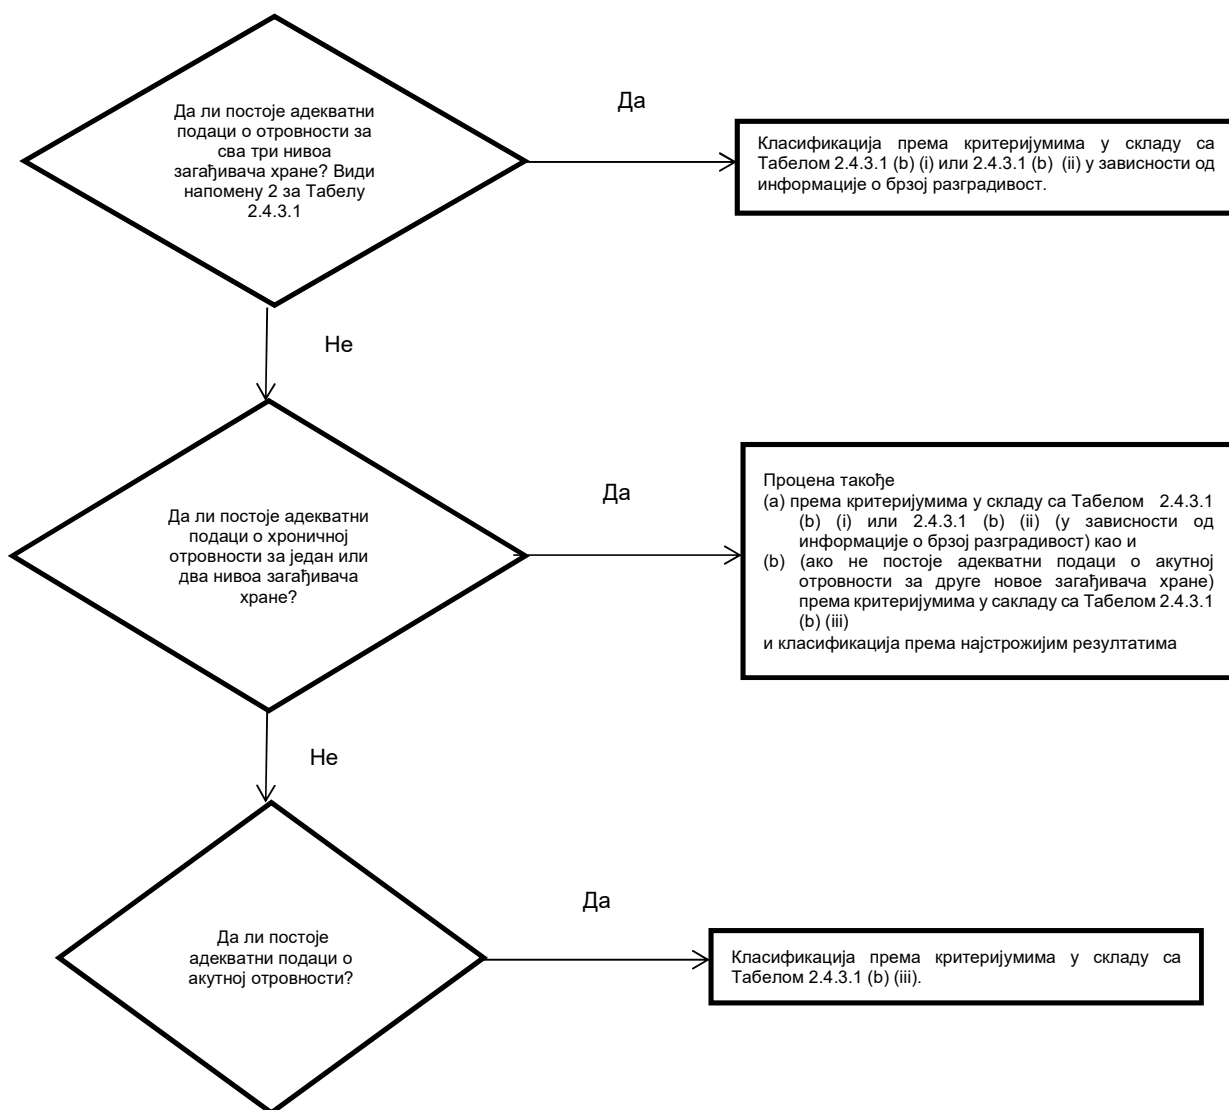 Да ли постоје адекватни
подаци о отровности за
сва три нивоа
загађивача хране? Види
напомену 2 за Табелу
2.4.3.1
Да
Класификација према критеријумима у складу са
Табелом 2.4.3.1 (b) (i) или 2.4.3.1 (b) (ii) у зависности од
информације о брзој разградивост.
Не
Да ли постоје адекватни
подаци о хроничној
отровности за један или
два нивоа загађивача
хране?
Да
Процена такође
(a) према критеријумима у складу са Табелом 2.4.3.1
(b) (i) или 2.4.3.1 (b) (ii) (у зависности од
информације о брзој разградивост) као и
(b) (ако не постоје адекватни подаци о акутној
отровности за друге новое загађивача хране)
према критеријумима у сакладу са Табелом 2.4.3.1
(b) (iii)
и класификација према најстрожијим резултатима
Не
Да ли постоје
адекватни подаци о
акутној отровности?
Да
Класификација према критеријумима у складу са
Табелом 2.4.3.1 (b) (iii).